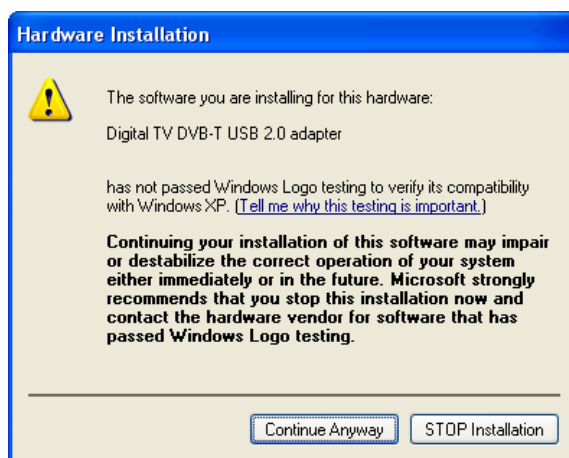 Hardware Installation
The software you are installing for this hardware:
Digital TV DVB-T USB 2.0 adapter
has not passed Windows Logo testing to verify its compatibility
with Windows XP. (Tell me why this testing is important.)
Continuing your installation of this software may impair
or destabilize the correct operation of your system
either immediately or in the future. Microsoft strongly
recommends that you stop this installation now and
contact the hardware vendor for software that has
passed Windows Logo testing.
Continue Anyway
STOP Installation